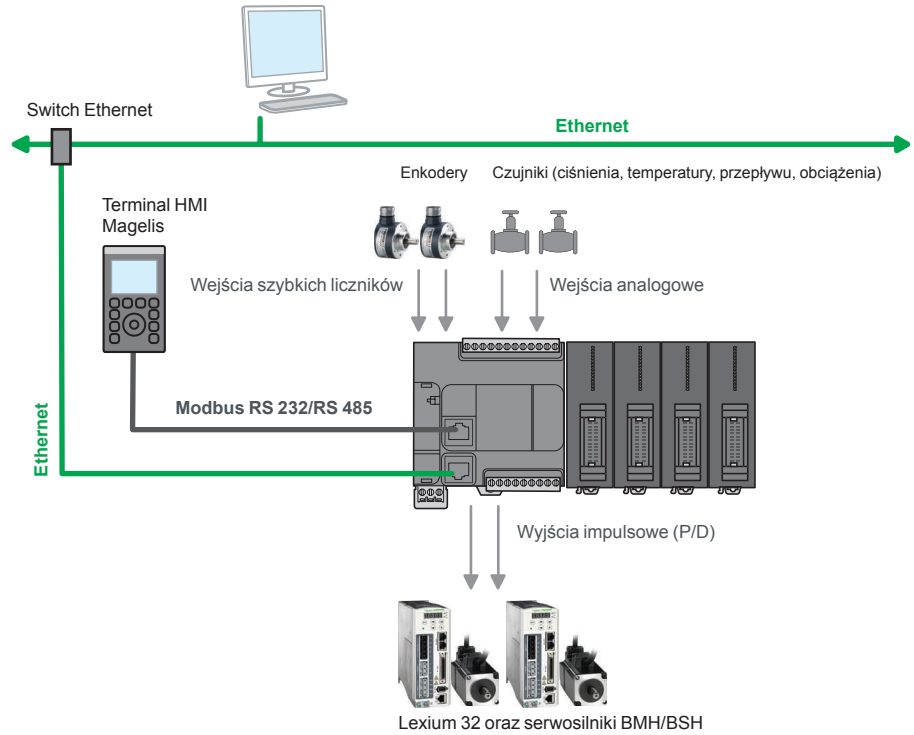 Switch Ethernet
Ethernet
Enkodery
Czujniki (ciśnienia, temperatury, przepływu, obciążenia)
Terminal HMI
Magelis
Wejścia szybkich liczników
Wejścia analogowe
Modbus RS 232/RS 485
Ethernet
Wyjścia impulsowe (P/D)
Lexium 32 oraz serwosilniki BMH/BSH